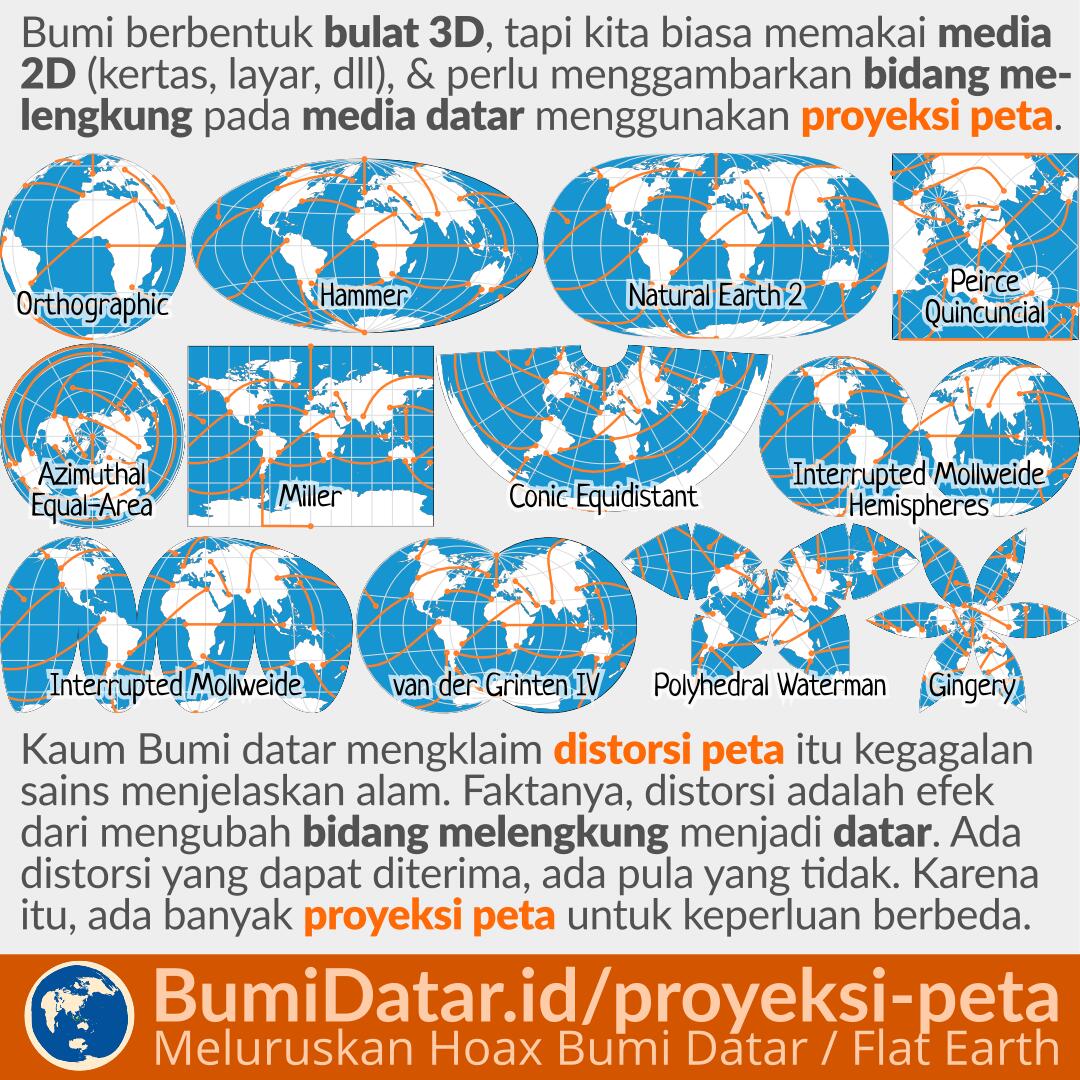 Bumi berbentuk bulat 3D, tapi kita biasa memakai media
2D (kertas, layar, dll), & perlu menggambarkan bidang me-
lengkung pada media datar menggunakan proyeksi peta.
Orthographic
Hammer
Natural Earth 2
Peirce
Quincuncial
Azimuthal
Equal-Area
Miller
Conic Equidistant
Interrupted Mollweide
Hemispheres
Interrupted Mollweide
van der Grinten IV
Polyhedral Waterman
Gingery
Kaum Bumi datar mengklaim distorsi peta itu kegagalan
sains menjelaskan alam. Faktanya, distorsi adalah efek
dari mengubah bidang melengkung menjadi datar. Ada
distorsi yang dapat diterima, ada pula yang tidak. Karena
itu, ada banyak proyeksi peta untuk keperluan berbeda.
BumiDatar.id/proyeksi-peta
Meluruskan Hoax Bumi Datar / Flat Earth